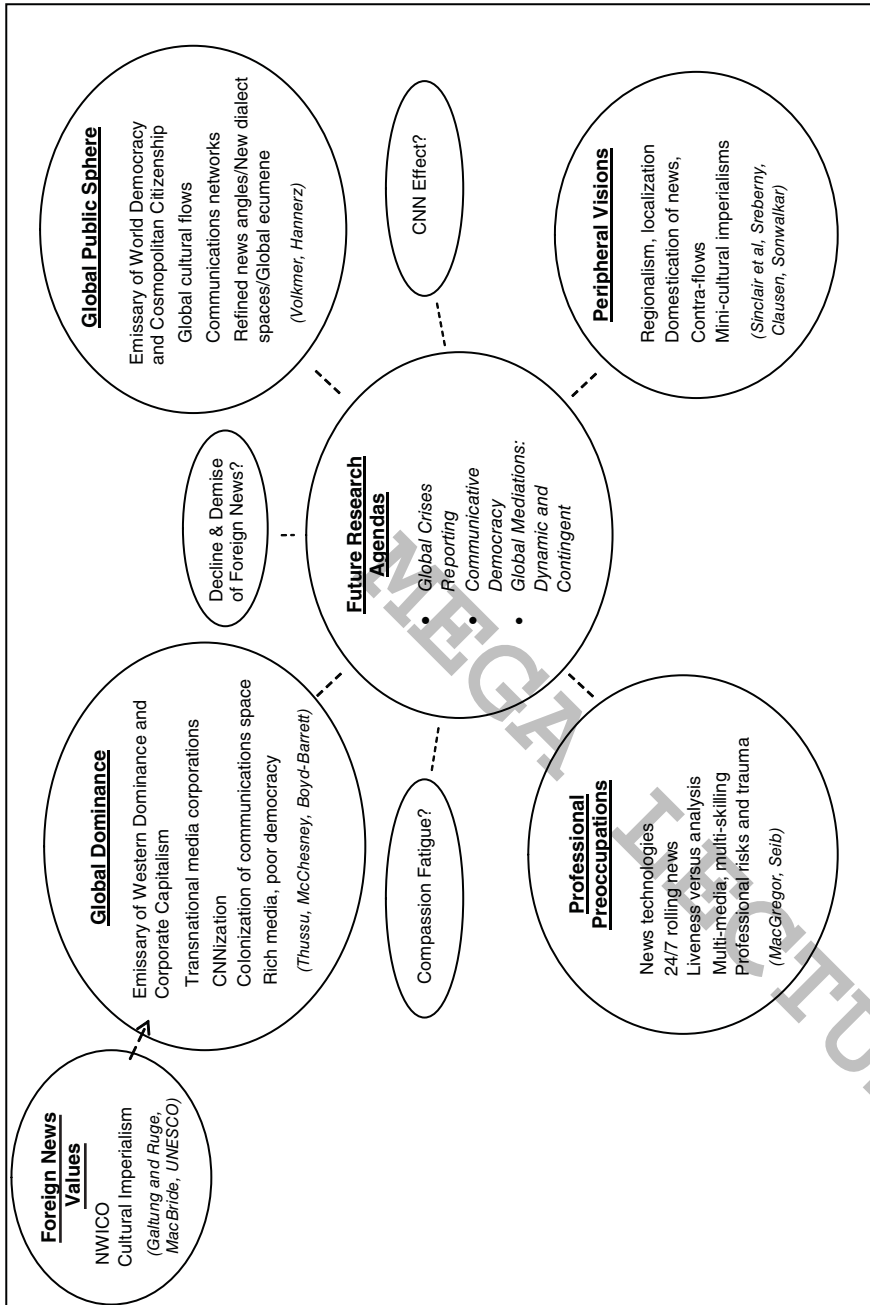 Foreign News
Values
NWICO
Cultural Imperialism
(Galtung and Ruge,
MacBride, UNESCO)
Global Dominance
Emissary of Western Dominance and
Corporate Capitalism
Transnational media corporations
CNNization
Colonization of communications space
Rich media, poor democracy
(Thussu, McChesney, Boyd-Barrett)
Decline & Demise
of Foreign News?
Global Public Sphere
Emissary of World Democracy
and Cosmopolitan Citizenship
Global cultural flows
Communications networks
Refined news angles/New dialect
spaces/Global ecumene
(Volkmer, Hannerz)
Compassion Fatigue?
Future Research
Agendas
• Global Crises
Reporting
• Communicative
Democracy
• Global Mediations:
Dynamic and
Contingent
CNN Effect?
Professional
Preoccupations
News technologies
24/7 rolling news
Liveness versus analysis
Multi-media, multi-skilling
Professional risks and trauma
(MacGregor, Seib)
Peripheral Visions
Regionalism, localization
Domestication of news,
Contra-flows
Mini-cultural imperialisms
(Sinclair et al, Sreberny,
Clausen, Sonwalkar)
MEGA LECTU